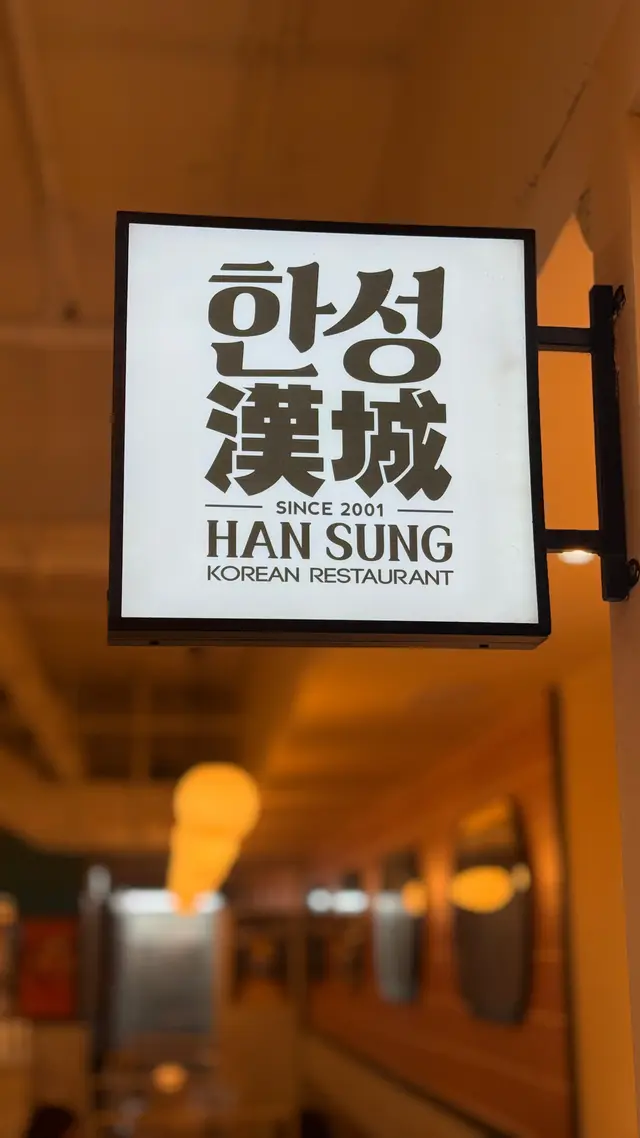 한성
漢城
SINCE 2001
HAN SUNG
KOREAN RESTAURANT